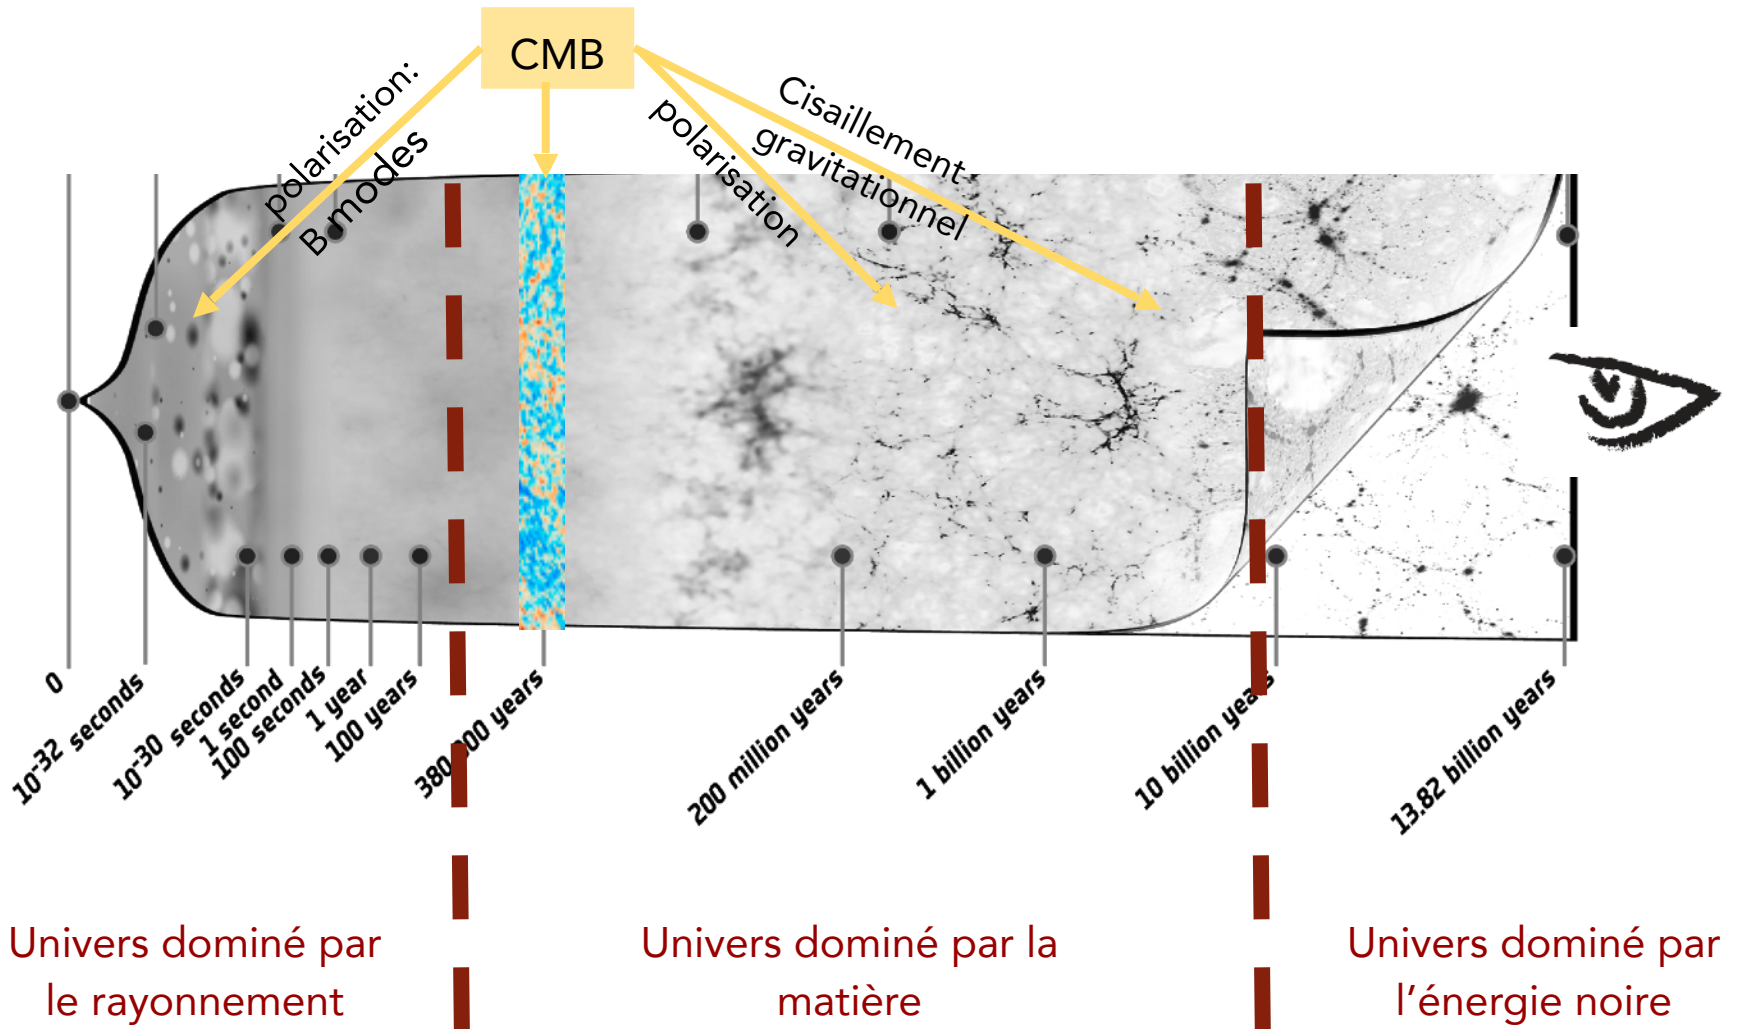 CMB
polarisation:
B modes
polarisation
Cisaillement
gravitationnel
0
10-32 seconds
10-30 seconds
1 second
100 seconds
1 year
100 years
380,000 years
200 million years
1 billion years
10 billion years
13.82 billion years
Univers dominé par
le rayonnement
Univers dominé par la
matière
Univers dominé par
l’énergie noire